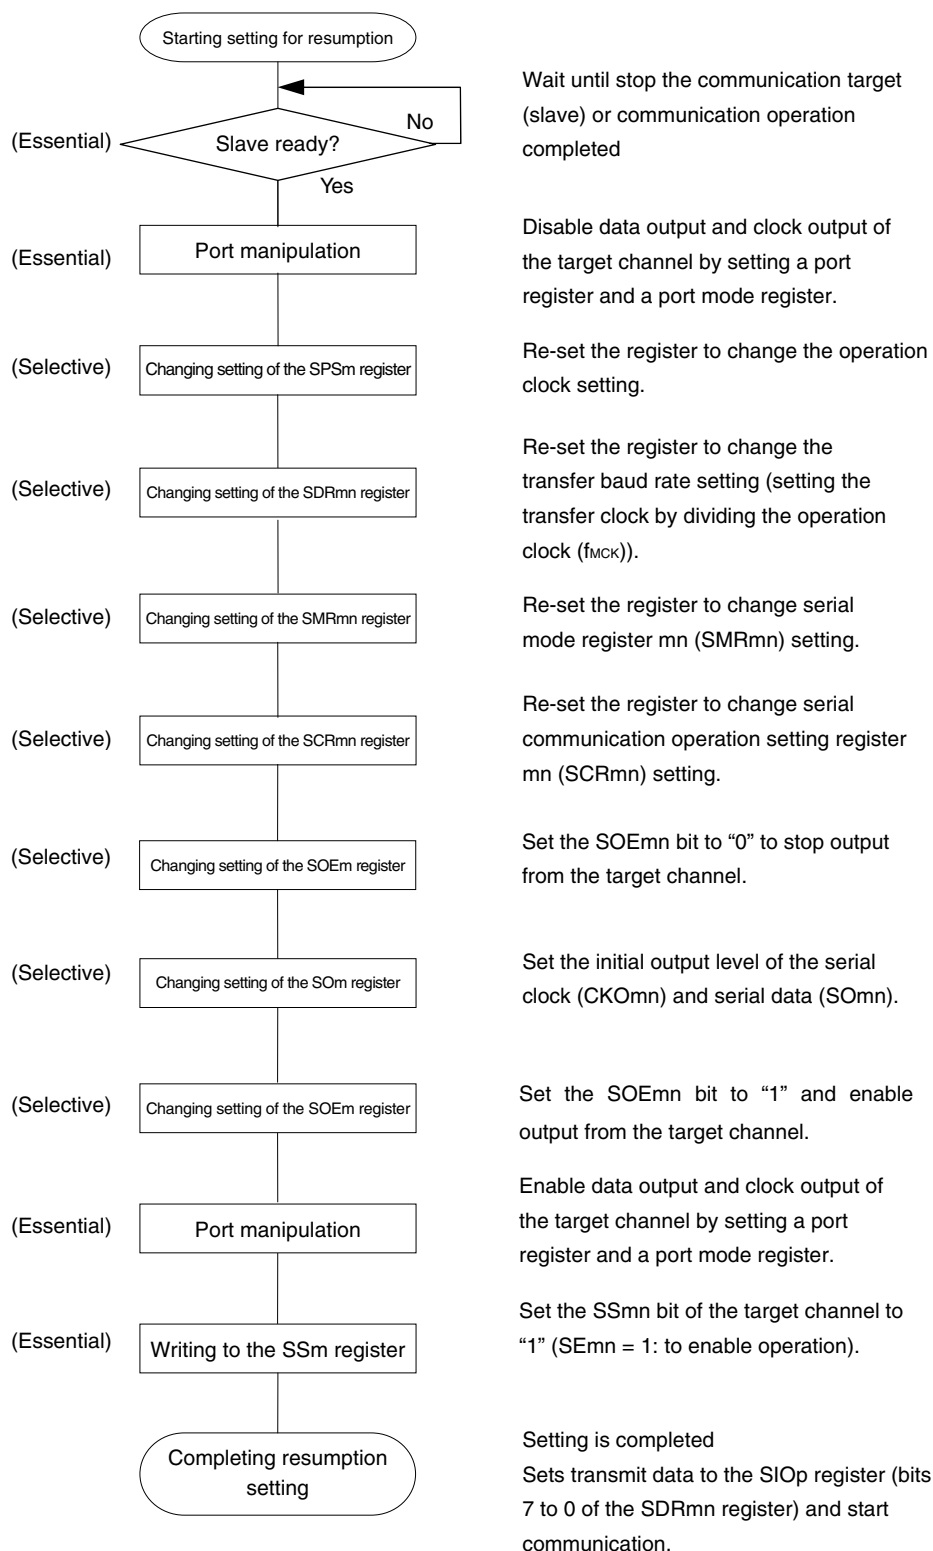 Starting setting for resumption
Wait until stop the communication target
(slave) or communication operation
completed
(Essential)
Slave ready?
No
Yes
(Essential)
Port manipulation
Disable data output and clock output of
the target channel by setting a port
register and a port mode register.
(Selective)
Changing setting of the SPSm register
Re-set the register to change the operation
clock setting.
(Selective)
Changing setting of the SDRmn register
Re-set the register to change the
transfer baud rate setting (setting the
transfer clock by dividing the operation
clock (fMCK)).
(Selective)
Changing setting of the SMRmn register
Re-set the register to change serial
mode register mn (SMRmn) setting.
(Selective)
Changing setting of the SCRmn register
Re-set the register to change serial
communication operation setting register
mn (SCRmn) setting.
(Selective)
Changing setting of the SOEm register
Set the SOEmn bit to “0” to stop output
from the target channel.
(Selective)
Changing setting of the SOm register
Set the initial output level of the serial
clock (CKOmn) and serial data (SOmn).
(Selective)
Changing setting of the SOEm register
Set the SOEmn bit to “1” and enable
output from the target channel.
(Essential)
Port manipulation
Enable data output and clock output of
the target channel by setting a port
register and a port mode register.
(Essential)
Writing to the SSm register
Set the SSmn bit of the target channel to
“1” (SEmn = 1: to enable operation).
Completing resumption
setting
Setting is completed
Sets transmit data to the SIOp register (bits
7 to 0 of the SDRmn register) and start
communication.